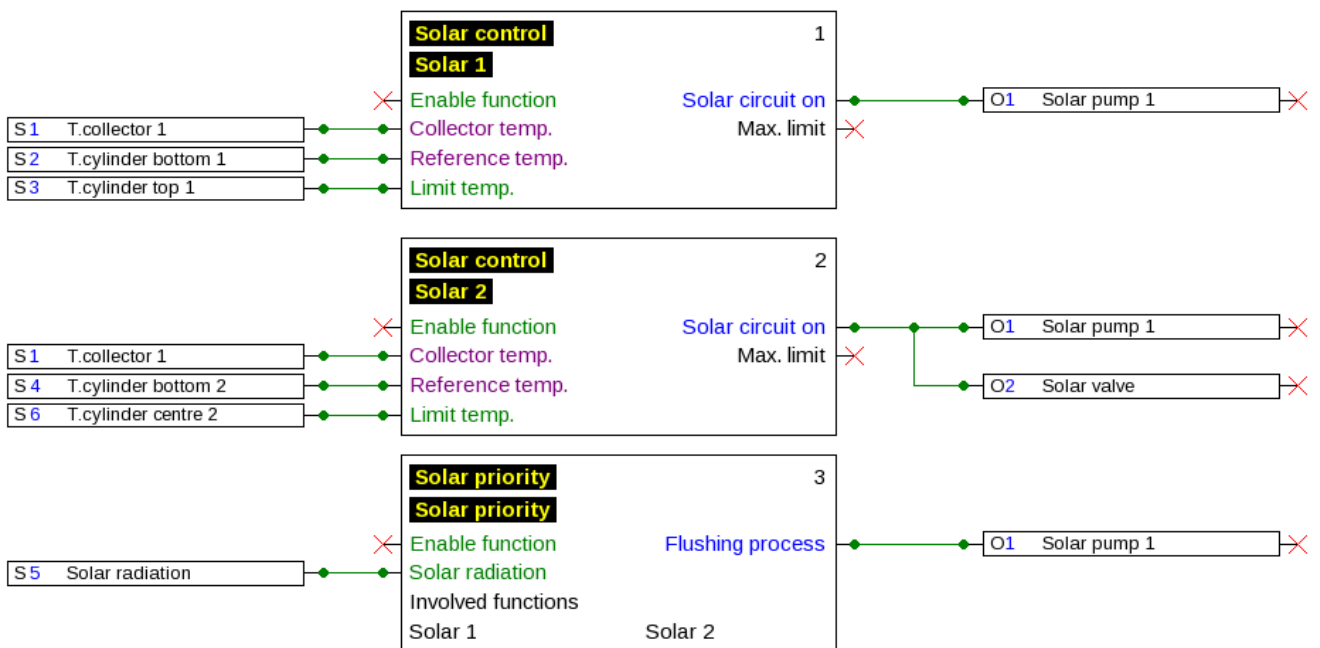 Solar control 1
Solar 1
Enable function Solar circuit on O1 Solar pump 1
S1 T.collector 1 Collector temp. Max. limit
S2 T.cylinder bottom 1 Reference temp.
S3 T.cylinder top 1 Limit temp.
Solar control 2
Solar 2
Enable function Solar circuit on O1 Solar pump 1
S1 T.collector 1 Collector temp. Max. limit
S4 T.cylinder bottom 2 Reference temp. O2 Solar valve
S6 T.cylinder centre 2 Limit temp.
Solar priority 3
Solar priority
Enable function Flushing process O1 Solar pump 1
S5 Solar radiation Solar radiation
Involved functions
Solar 1 Solar 2